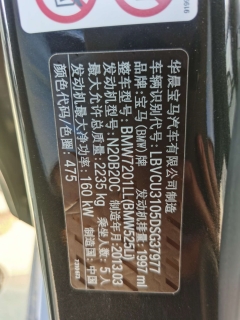 华晨宝马汽车有限公司制造
车辆识别代号:LBVCU3105DSG37977
品牌:宝马(BMW)牌 发动机排量:1997 ml
整车型号:BMW7201LL(BMW525Li)
发动机型号:N20B20C 制造年月:2013.03
最大允许总质量:2235 kg 乘坐人数:5人
发动机最大净功率:160 kW 制造国:中国
颜色代码/色圈:475